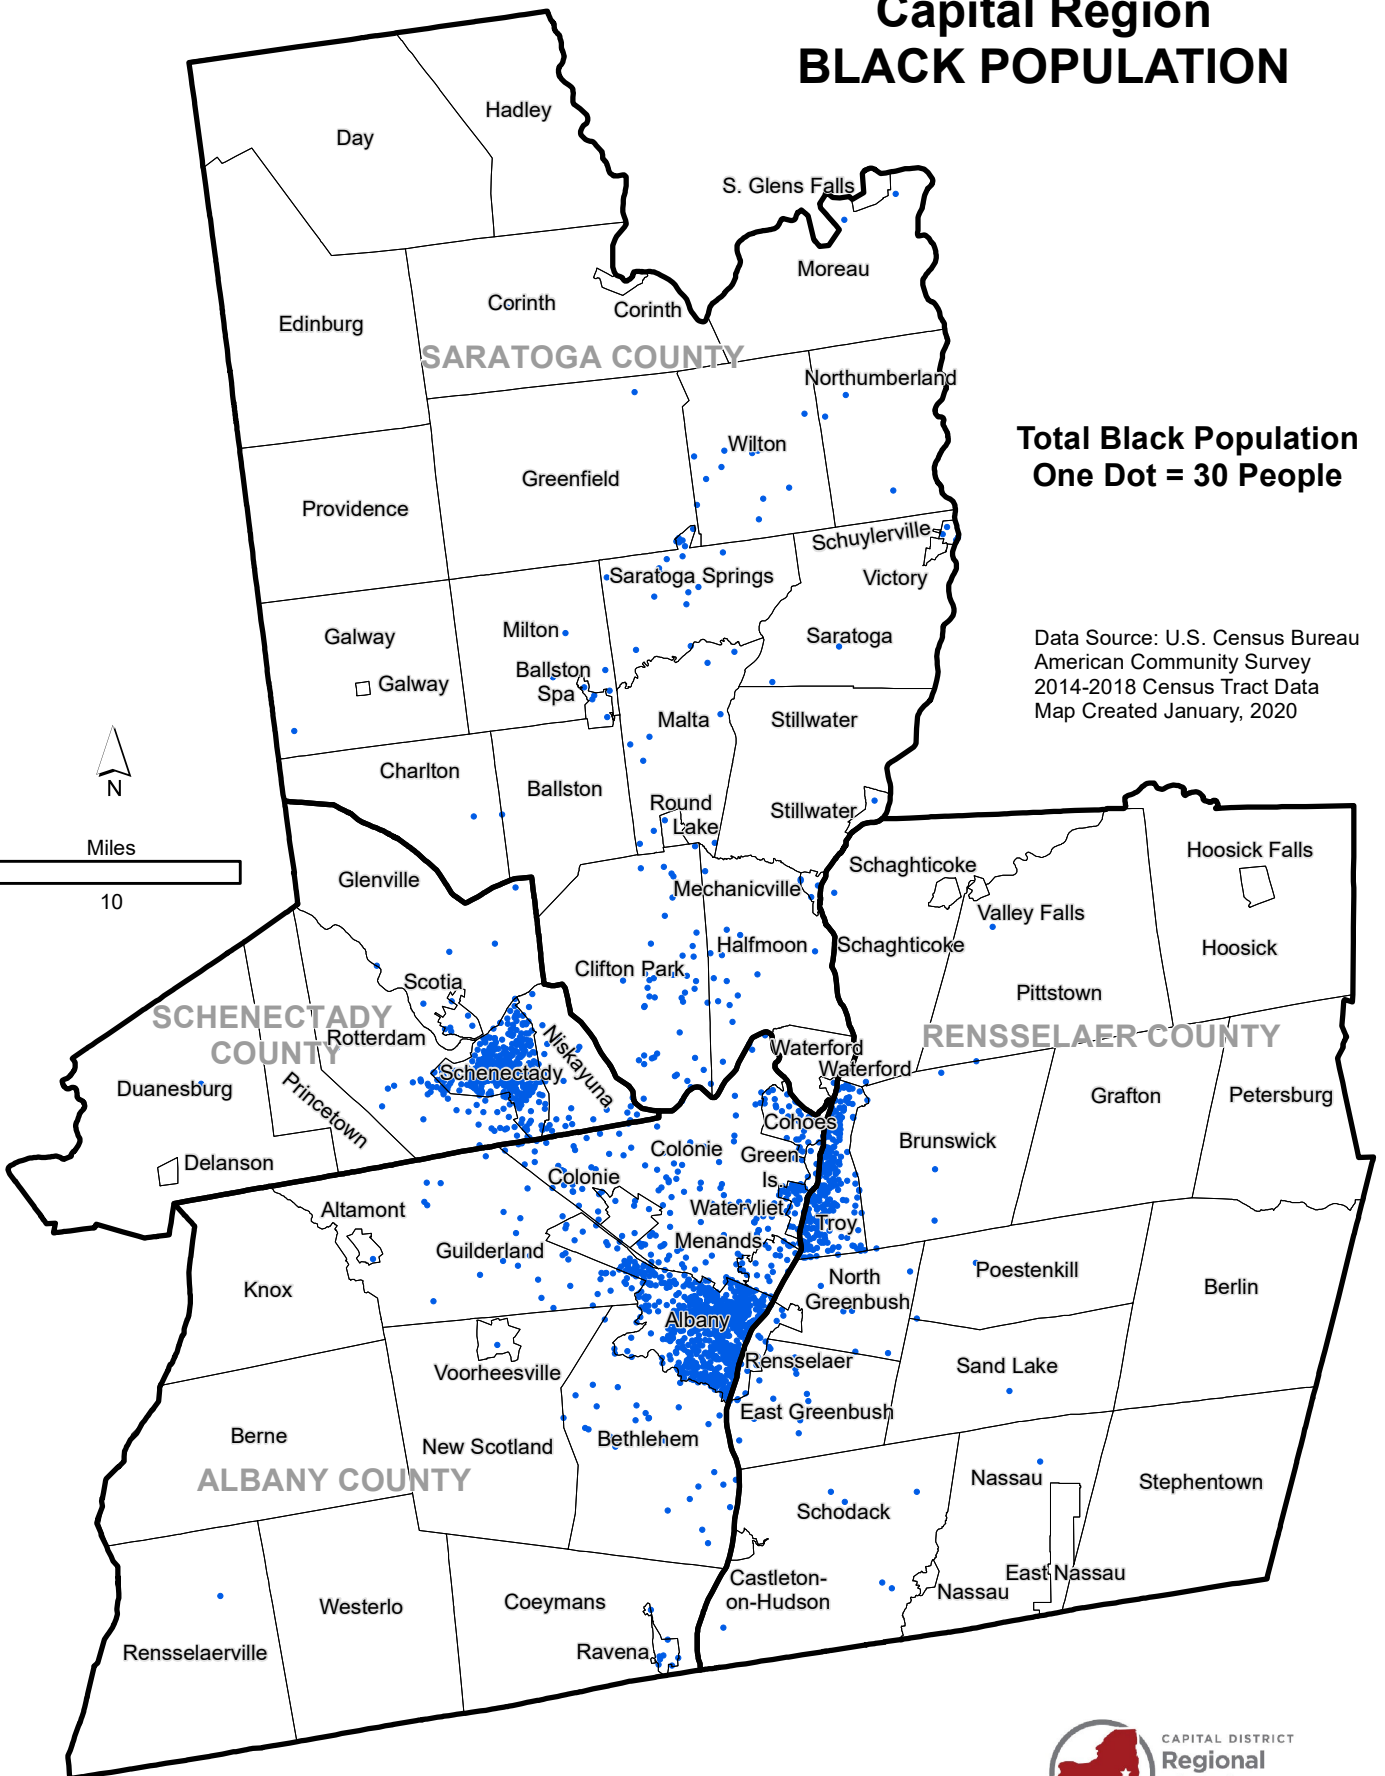 Capital Region
BLACK POPULATION
Hadley
Day
S. Glens Falls
Moreau
Corinth
Corinth
Edinburg
SARATOGA COUNTY
Northumberland
Wilton
Total Black Population
One Dot = 30 People
Greenfield
Providence
Schuylerville
Saratoga Springs
Victory
Galway
Milton
Saratoga
Data Source: U.S. Census Bureau
American Community Survey
2014-2018 Census Tract Data
Map Created January, 2020
Galway
Ballston
Spa
Malta
Stillwater
Charlton
Ballston
N
Round
Lake
Stillwater
Miles
10
Glenville
Mechanicville
Schaghticoke
Hoosick Falls
Valley Falls
Halfmoon
Schaghticoke
Hoosick
Clifton Park
Scotia
Pittstown
SCHENECTADY
COUNTY
Rotterdam
Niskayuna
Waterford
RENSSELAER COUNTY
Schenectady
Waterford
Duanesburg
Princetown
Grafton
Petersburg
Cohoes
Brunswick
Colonie
Green
Is.
Delanson
Colonie
Altamont
Watervliet
Troy
Menands
Guilderland
Knox
North
Greenbush
Poestenkill
Berlin
Albany
Voorheesville
Rensselaer
Sand Lake
East Greenbush
Berne
New Scotland
Bethlehem
ALBANY COUNTY
Nassau
Stephentown
Schodack
East Nassau
Castleton-
on-Hudson
Nassau
Westerlo
Coeymans
Rensselaerville
Ravena
CAPITAL DISTRICT
Regional